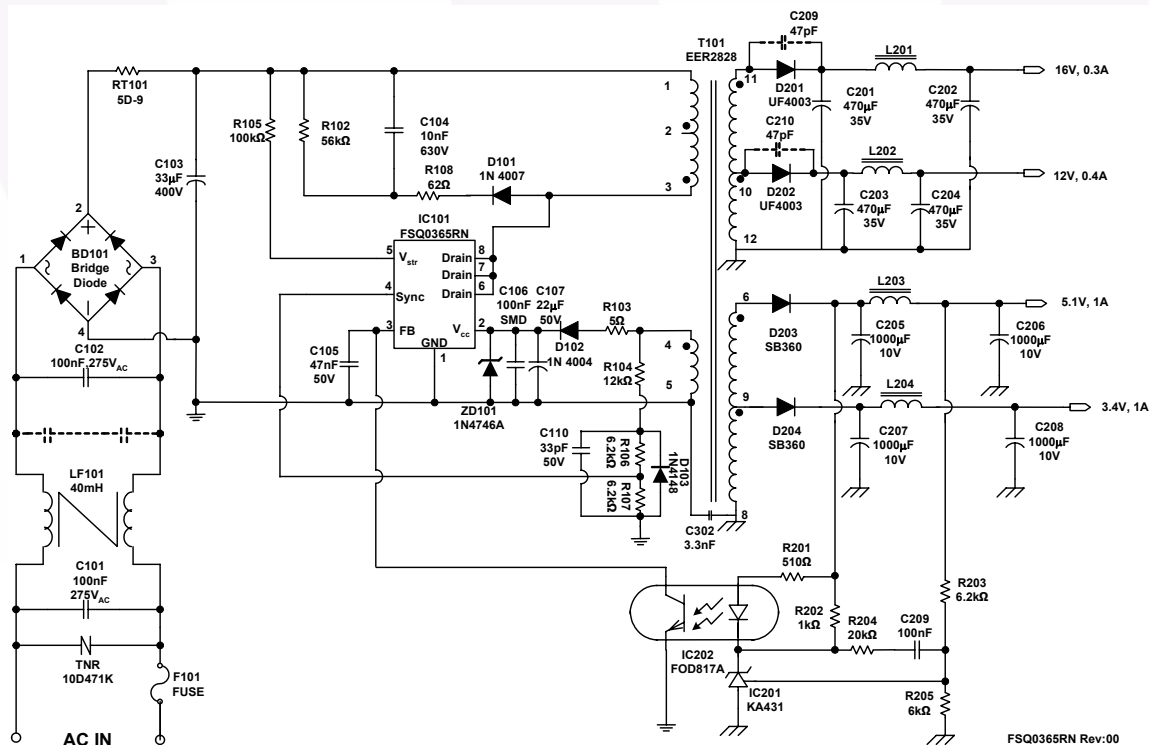 C209
47pF
T101
EER2828
L201
RT101
5D-9
1
11
16V, 0.3A
D201
UF4003
C201
470µF
35V
C202
470µF
35V
R105
100kΩ
R102
56kΩ
C104
10nF
630V
2
C210
47pF
L202
C103
33µF
400V
R108
62Ω
D101
1N 4007
3
10
12V, 0.4A
D202
UF4003
C203
470µF
35V
C204
470µF
35V
2
IC101
FSQ0365RN
12
1
BD101
Bridge
Diode
3
5
Vstr
Drain
8
Drain
7
Drain
6
4
Sync
C106
100nF
SMD
C107
22µF
50V
L203
6
5.1V, 1A
4
3
FB
Vcc
2
GND
1
R103
5Ω
D102
1N 4004
D203
SB360
C205
1000µF
10V
C206
1000µF
10V
C102
100nF,275VAC
C105
47nF
50V
4
R104
12kΩ
5
L204
ZD101
1N4746A
9
3.4V, 1A
D204
SB360
C207
1000µF
10V
C208
1000µF
10V
C110
33pF
50V
R106
6.2kΩ
D103
1N4148
R107
6.2kΩ
LF101
40mH
8
C302
3.3nF
C101
100nF
275VAC
R201
510Ω
R203
6.2kΩ
R202
1kΩ
R204
20kΩ
C209
100nF
TNR
10D471K
F101
FUSE
IC202
FOD817A
IC201
KA431
R205
6kΩ
AC IN
FSQ0365RN Rev:00